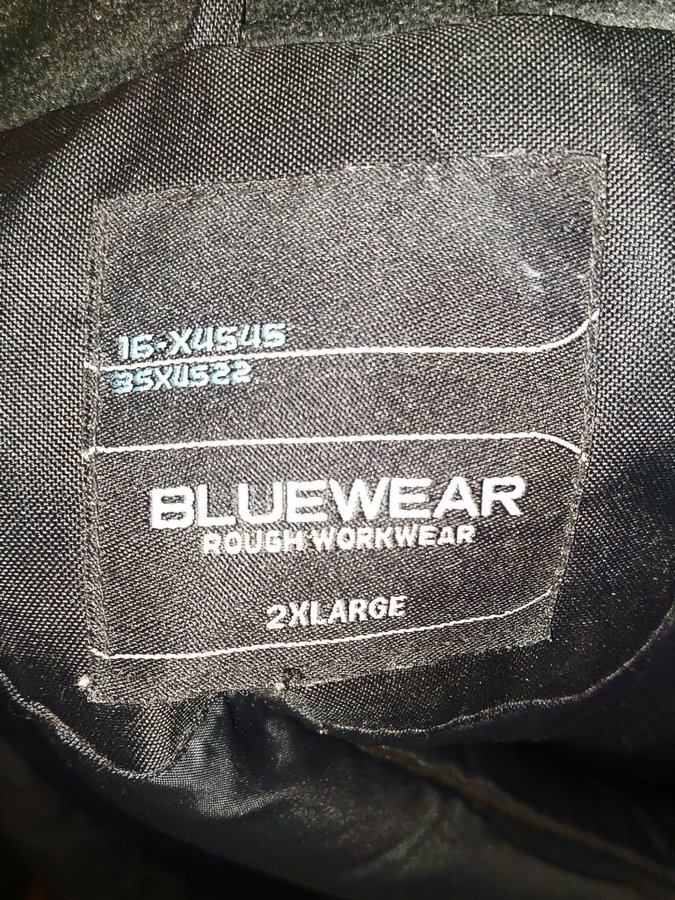 16-X4545
35X4522
BLUEWEAR
ROUGH WORKWEAR
2XLARGE